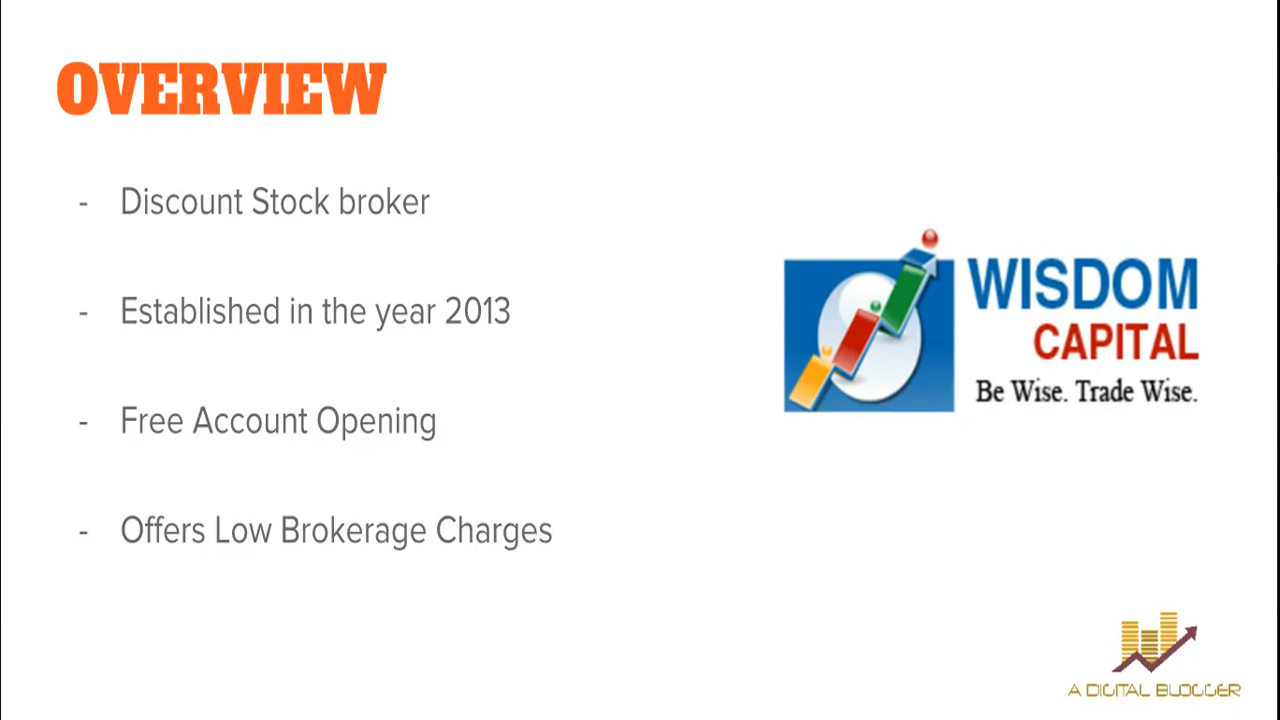 OVERVIEW
- Discount Stock broker
- Established in the year 2013
- Free Account Opening
- Offers Low Brokerage Charges
WISDOM
CAPITAL
Be Wise. Trade Wise.
A DIGITAL BLOGGER